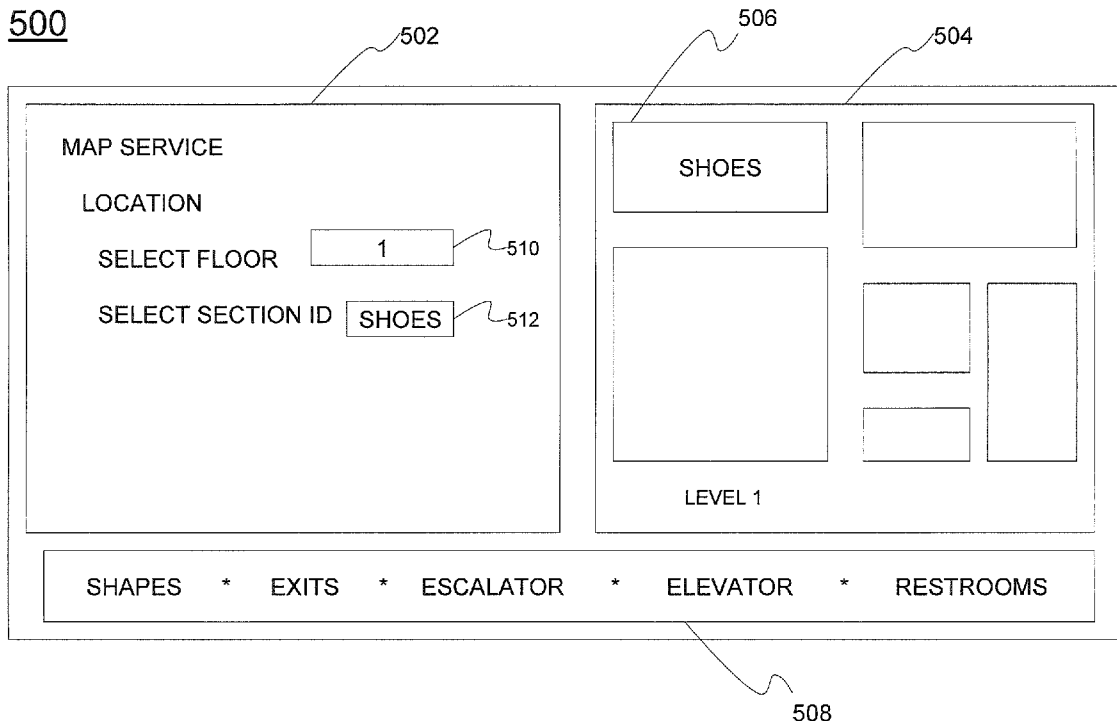 500
502
506
504
MAP SERVICE
LOCATION
SELECT FLOOR 1 510
SELECT SECTION ID SHOES 512
SHOES
LEVEL 1
SHAPES * EXITS * ESCALATOR * ELEVATOR * RESTROOMS
508